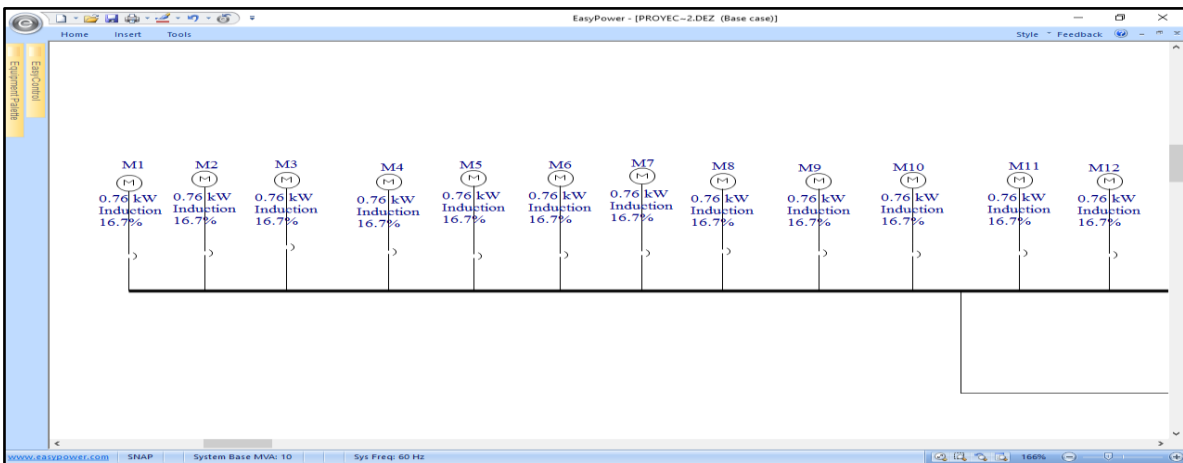 EasyPower - [PROYEC~2.DEZ (Base case)]
Home Insert Tools Style Feedback
EasyControl
Equipment Palette
M1 M2 M3 M4 M5 M6 M7 M8 M9 M10 M11 M12
M M M M M M M M M M M M
0.76 kW 0.76 kW 0.76 kW 0.76 kW 0.76 kW 0.76 kW 0.76 kW 0.76 kW 0.76 kW 0.76 kW 0.76 kW 0.76 kW
Induction Induction Induction Induction Induction Induction Induction Induction Induction Induction Induction Induction
16.7% 16.7% 16.7% 16.7% 16.7% 16.7% 16.7% 16.7% 16.7% 16.7% 16.7% 16.7%
www.easypower.com SNAP System Base MVA: 10 Sys Freq: 60 Hz 166%